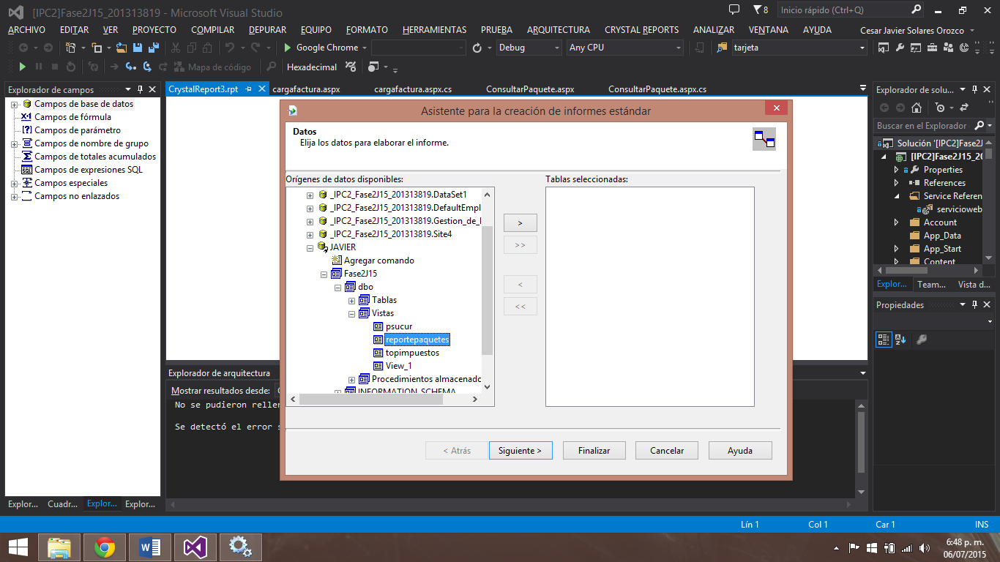 [IPC2]Fase2J15_201313819 - Microsoft Visual Studio
8
Inicio rápido (Ctrl+Q)
ARCHIVO EDITAR VER PROYECTO COMPILAR DEPURAR EQUIPO FORMATO HERRAMIENTAS PRUEBA ARQUITECTURA CRYSTAL REPORTS ANALIZAR VENTANA AYUDA Cesar Javier Solares Orozco
Google Chrome Debug Any CPU tarjeta
Mapa de código Hexadecimal
Explorador de campos
Campos de base de datos
Campos de fórmula
Campos de parámetro
Campos de nombre de grupo
Campos de totales acumulados
Campos de expresiones SQL
Campos especiales
Campos no enlazados
Explor... Cuadr... Explor... Explor...
CrystalReport3.rpt cargafactura.aspx cargafactura.aspx.cs ConsultarPaquete.aspx ConsultarPaquete.aspx.cs
Asistente para la creación de informes estándar
Datos
Elija los datos para elaborar el informe.
Orígenes de datos disponibles:
_IPC2_Fase2J15_201313819.DataSet1
_IPC2_Fase2J15_201313819.DefaultEmpl
_IPC2_Fase2J15_201313819.Gestion_de_
_IPC2_Fase2J15_201313819.Site4
JAVIER
Agregar comando
Fase2J15
dbo
Tablas
Vistas
psucur
reportepaquetes
topimpuestos
View_1
Procedimientos almacenado
INFORMATION_SCHEMA
>
>>
<
<<
Tablas seleccionadas:
< Atrás Siguiente > Finalizar Cancelar Ayuda
Explorador de arquitectura
Mostrar resultados desde:
No se pudieron reller
Se detectó el error s
Explorador de solu...
Buscar en el Explorador
Solución '[IPC2]Fase2J
[IPC2]Fase2J15_20
Properties
References
Service Referen
servicioweb
Account
App_Data
App_Start
Content
Explor... Team... Vista d...
Propiedades
Lín 1 Col 1 Car 1 INS
6:48 p. m.
06/07/2015